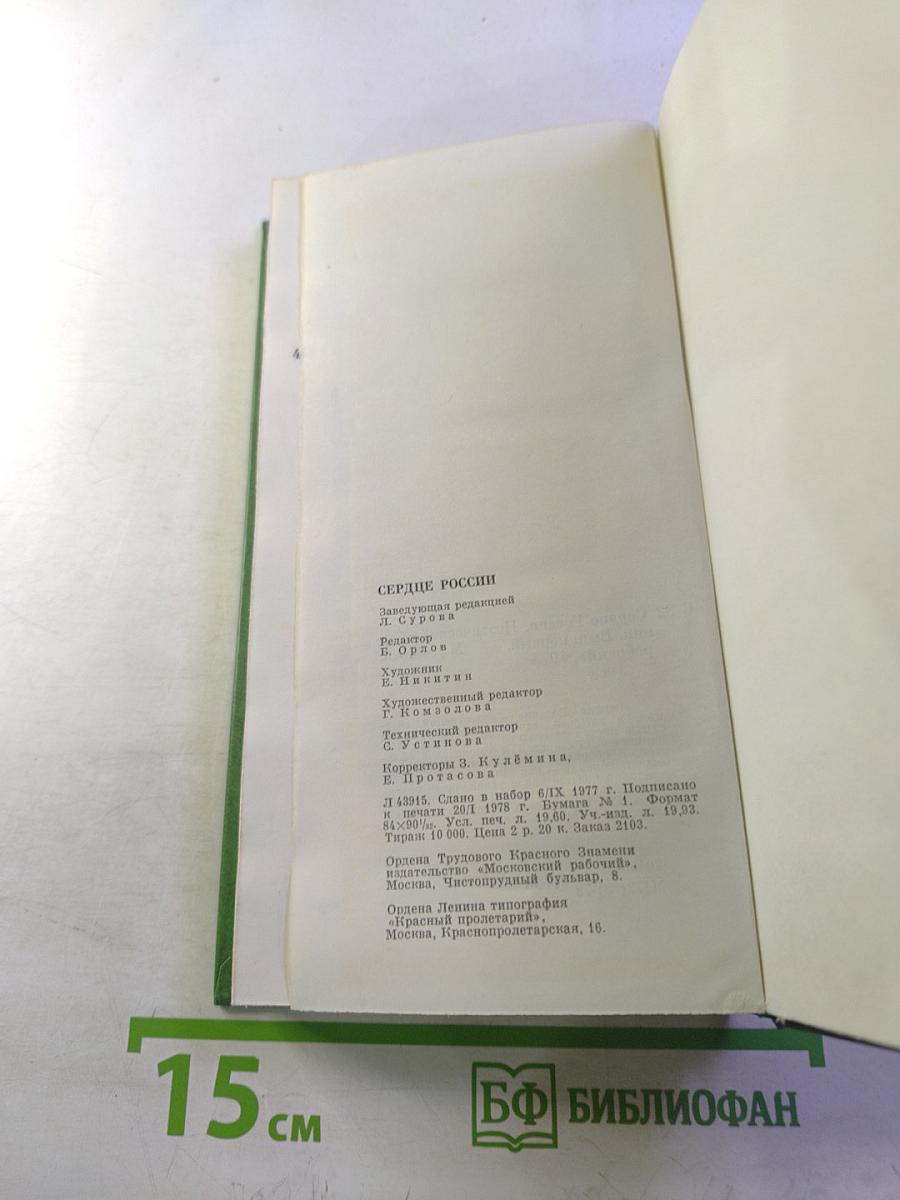 4
СЕРДЦЕ РОССИИ
Заведующая редакцией
Л. Сурова
Редактор
Б. Орлов
Художник
Е. Никитин
Художественный редактор
Г. Комзолова
Технический редактор
С. Устинова
Корректоры З. Кулёмина,
Е. Протасова
Л 43915. Сдано в набор 6/IX 1977 г. Подписано
к печати 20/I 1978 г. Бумага № 1. Формат
84×90¹/₃₂. Усл. печ. л. 19,60. Уч.-изд. л. 19,93.
Тираж 10 000. Цена 2 р. 20 к. Заказ 2103.
Ордена Трудового Красного Знамени
издательство «Московский рабочий»,
Москва, Чистопрудный бульвар, 8.
Ордена Ленина типография
«Красный пролетарий»,
Москва, Краснопролетарская, 16.
15 см
БФ БИБЛИОФАН